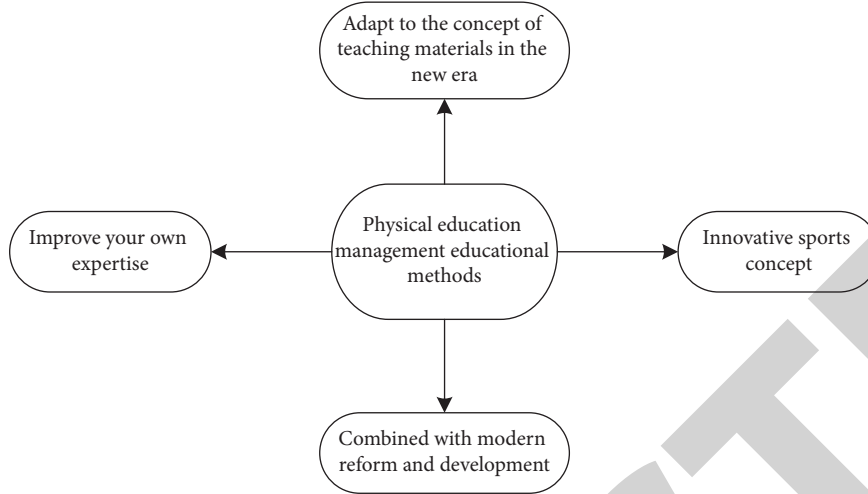 Adapt to the concept of
teaching materials in the
new era
Improve your own
expertise
Physical education
management educational
methods
Innovative sports
concept
Combined with modern
reform and development